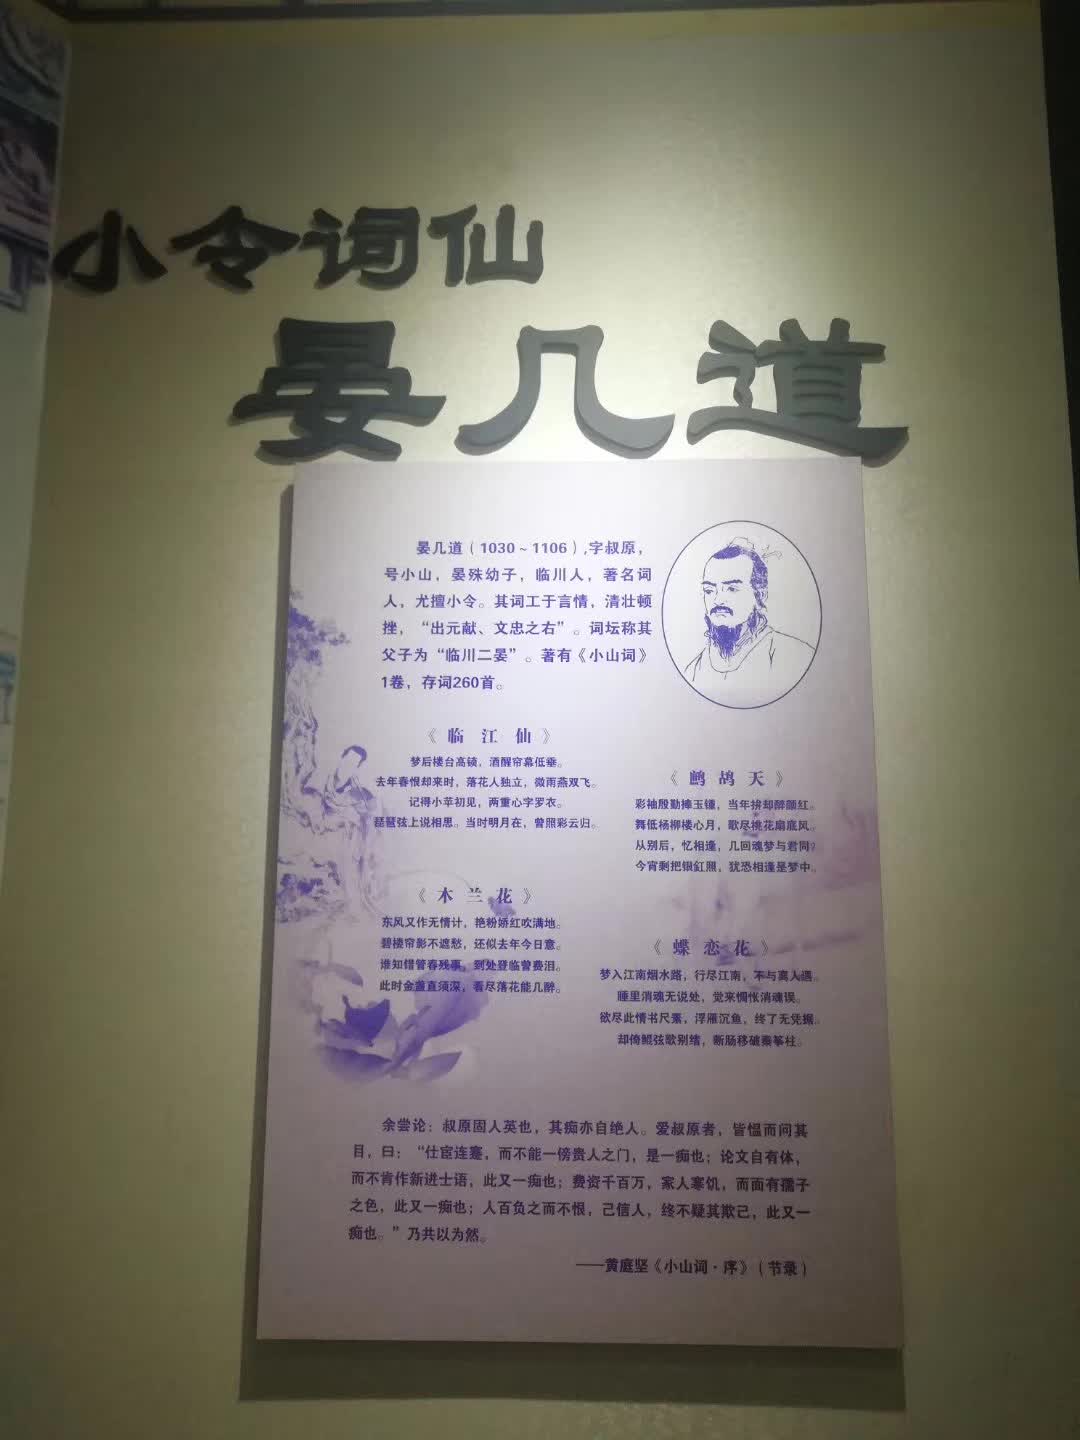 小令词仙
晏几道
晏几道（1030～1106），字叔原，
号小山，晏殊幼子，临川人，著名词
人，尤擅小令。其词工于言情，清壮顿
挫，“出元献、文忠之右”。词坛称其
父子为“临川二晏”。著有《小山词》
1卷，存词260首。
《临江仙》
梦后楼台高锁，酒醒帘幕低垂。
去年春恨却来时，落花人独立，微雨燕双飞。
记得小苹初见，两重心字罗衣。
琵琶弦上说相思。当时明月在，曾照彩云归。
《鹧鸪天》
彩袖殷勤捧玉锺，当年拚却醉颜红。
舞低杨柳楼心月，歌尽桃花扇底风。
从别后，忆相逢，几回魂梦与君同？
今宵剩把银釭照，犹恐相逢是梦中。
《木兰花》
东风又作无情计，艳粉娇红吹满地。
碧楼帘影不遮愁，还似去年今日意。
谁知错管春残事，到处登临曾费泪。
此时金盏直须深，看尽落花能几醉。
《蝶恋花》
梦入江南烟水路，行尽江南，不与离人遇。
睡里消魂无说处，觉来惆怅消魂误。
欲尽此情书尺素，浮雁沉鱼，终了无凭据。
却倚鲲弦歌别绪，断肠移破秦筝柱。
余尝论：叔原固人英也，其痴亦自绝人。爱叔原者，皆愠而问其
目，曰：“仕宦连蹇，而不能一傍贵人之门，是一痴也；论文自有体，
而不肯作新进士语，此又一痴也；费资千百万，家人寒饥，而面有孺子
之色，此又一痴也；人百负之而不恨，己信人，终不疑其欺己，此又一
痴也。”乃共以为然。
——黄庭坚《小山词·序》（节录）